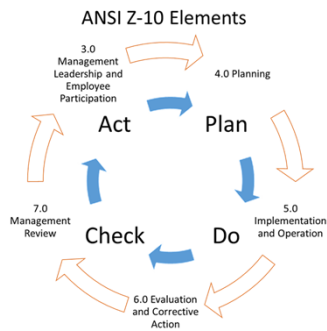 ANSI Z-10 Elements
3.0
Management
Leadership and
Employee
Participation
4.0 Planning
Act
Plan
5.0
Implementation
and Operation
7.0
Management
Review
Check
Do
6.0 Evaluation
and Corrective
Action